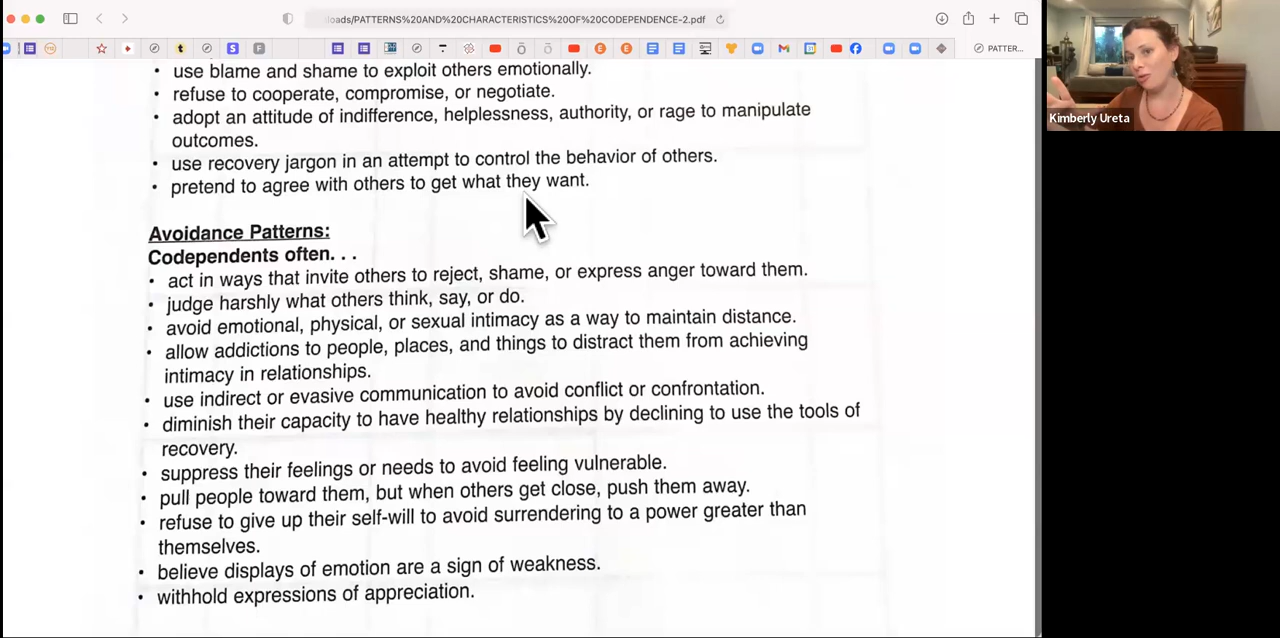 loads/PATTERNS%20AND%20CHARACTERISTICS%20OF%20CODEPENDENCE-2.pdf
PATTER...
Kimberly Ureta
• use blame and shame to exploit others emotionally.
• refuse to cooperate, compromise, or negotiate.
• adopt an attitude of indifference, helplessness, authority, or rage to manipulate
outcomes.
• use recovery jargon in an attempt to control the behavior of others.
• pretend to agree with others to get what they want.
Avoidance Patterns:
Codependents often. . .
• act in ways that invite others to reject, shame, or express anger toward them.
• judge harshly what others think, say, or do.
• avoid emotional, physical, or sexual intimacy as a way to maintain distance.
• allow addictions to people, places, and things to distract them from achieving
intimacy in relationships.
• use indirect or evasive communication to avoid conflict or confrontation.
• diminish their capacity to have healthy relationships by declining to use the tools of
recovery.
• suppress their feelings or needs to avoid feeling vulnerable.
• pull people toward them, but when others get close, push them away.
• refuse to give up their self-will to avoid surrendering to a power greater than
themselves.
• believe displays of emotion are a sign of weakness.
• withhold expressions of appreciation.